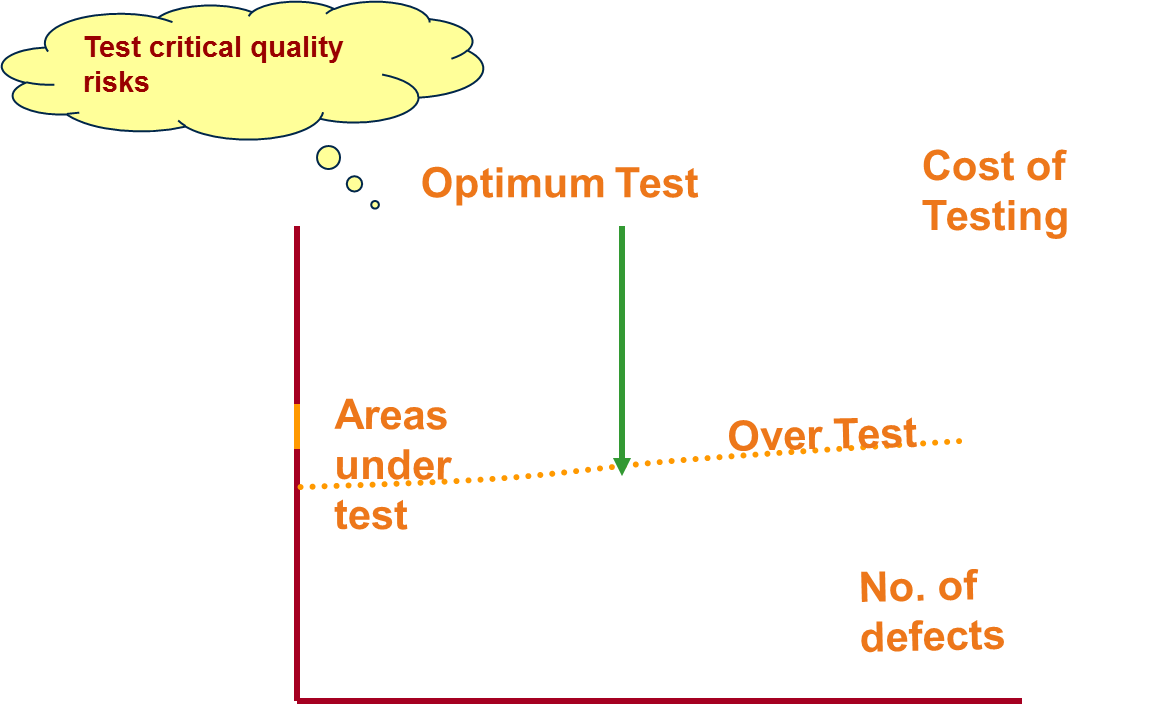 Test critical quality
risks
Optimum Test
Cost of
Testing
Areas
under
test
Over Test
No. of
defects